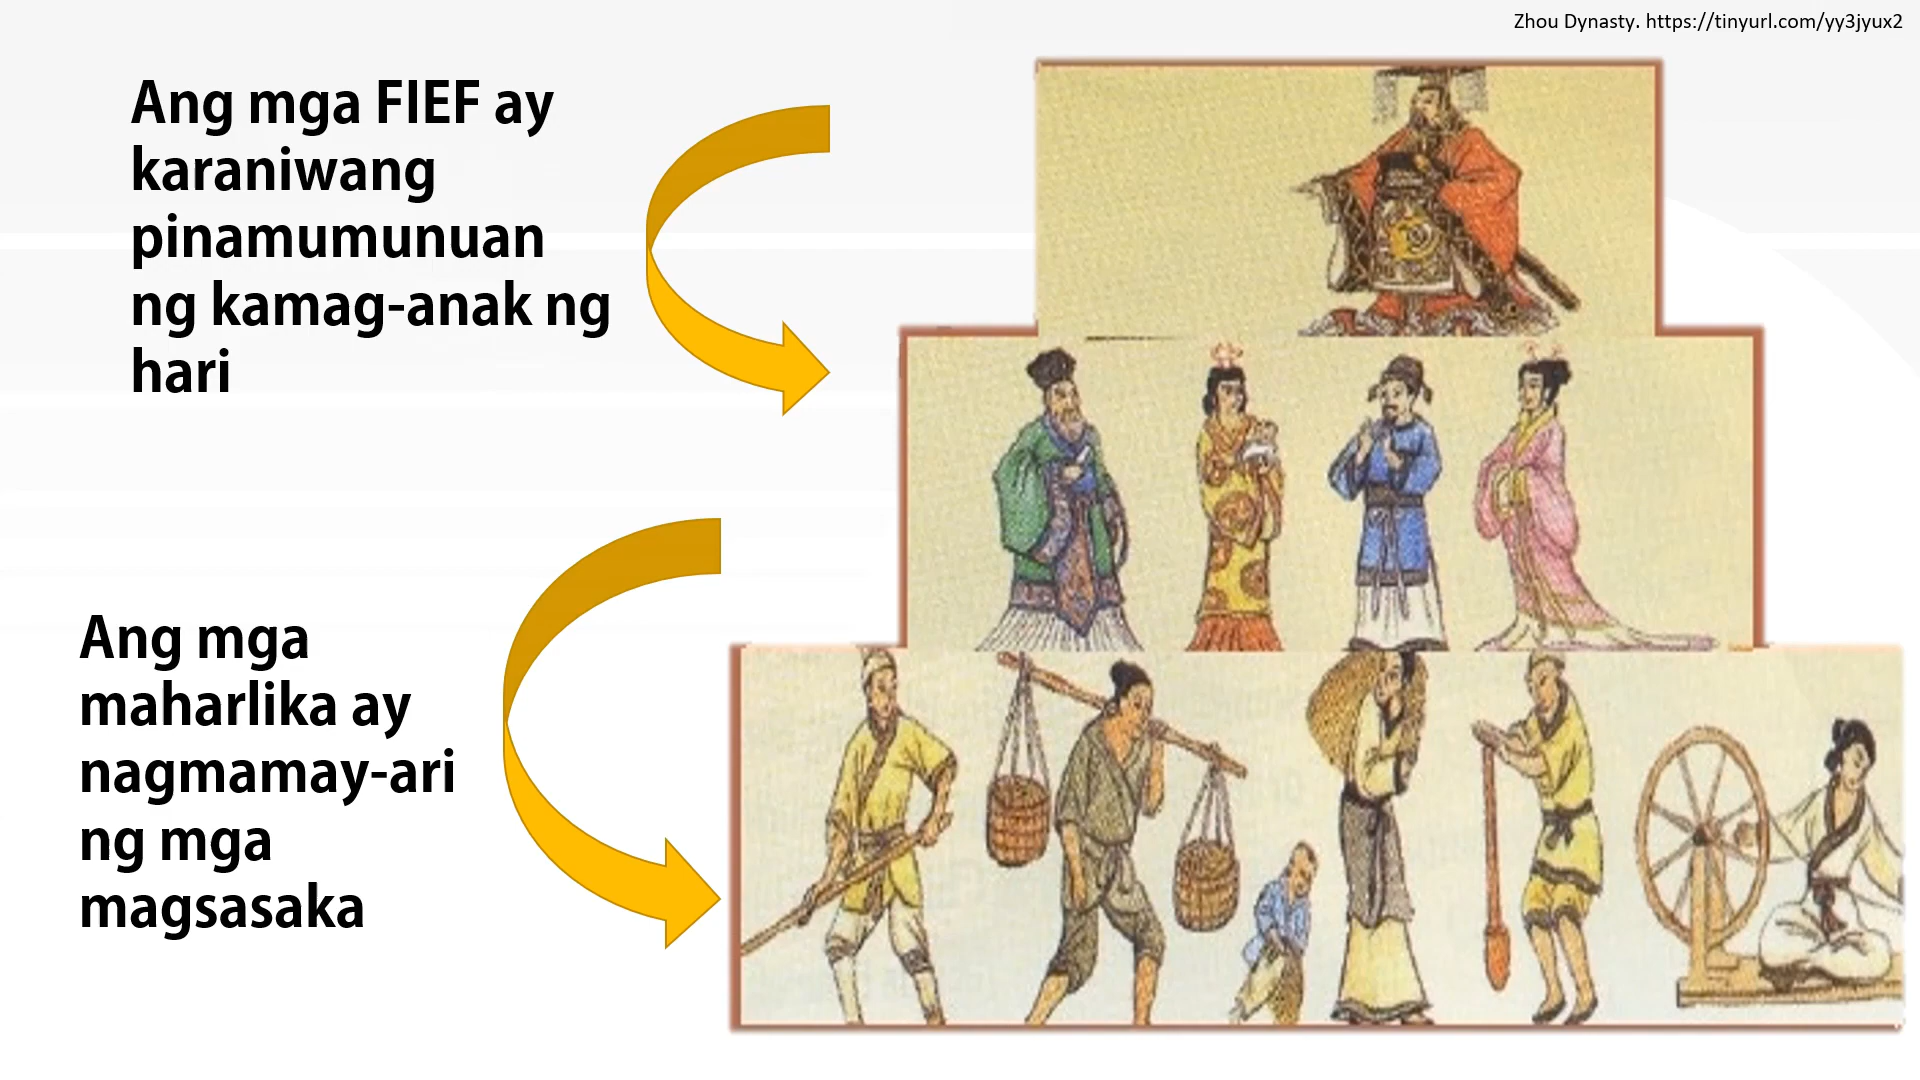 Zhou Dynasty. https://tinyurl.com/yy3jyux2
Ang mga FIEF ay
karaniwang
pinamumunuan
ng kamag-anak ng
hari
Ang mga
maharlika ay
nagmamay-ari
ng mga
magsasaka